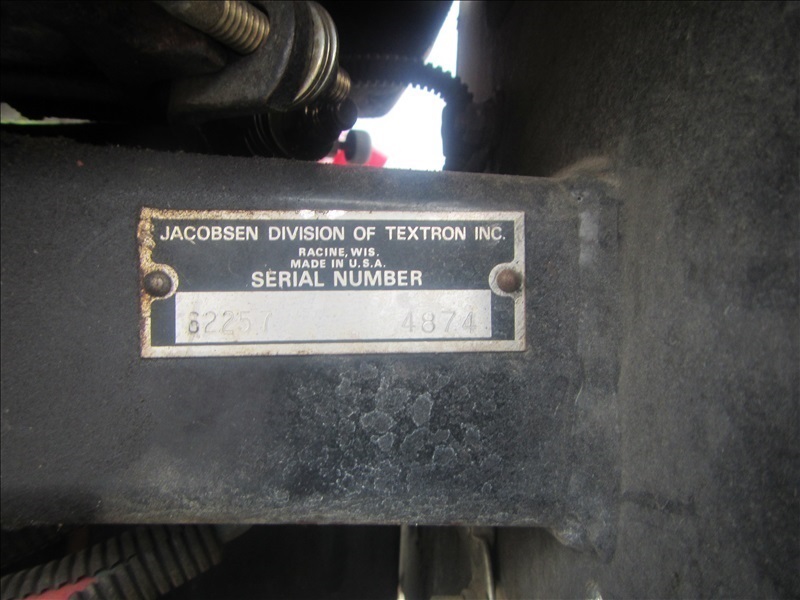 JACOBSEN DIVISION OF TEXTRON INC.
RACINE, WIS.
MADE IN U.S.A.
SERIAL NUMBER
62257 4874